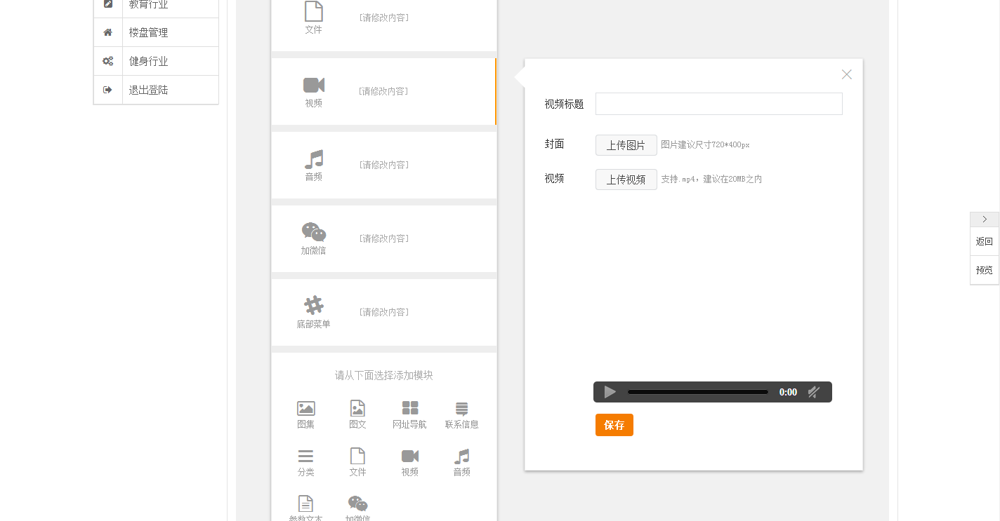 教育行业
楼盘管理
健身行业
退出登陆
文件
[请修改内容]
视频
[请修改内容]
音频
[请修改内容]
加微信
[请修改内容]
底部菜单
[请修改内容]
请从下面选择添加模块
图集
图文
网址导航
联系信息
分类
文件
视频
音频
参数文本
加微信
视频标题
封面
上传图片
图片建议尺寸720*400px
视频
上传视频
支持.mp4，建议在20MB之内
0:00
保存
返回
预览